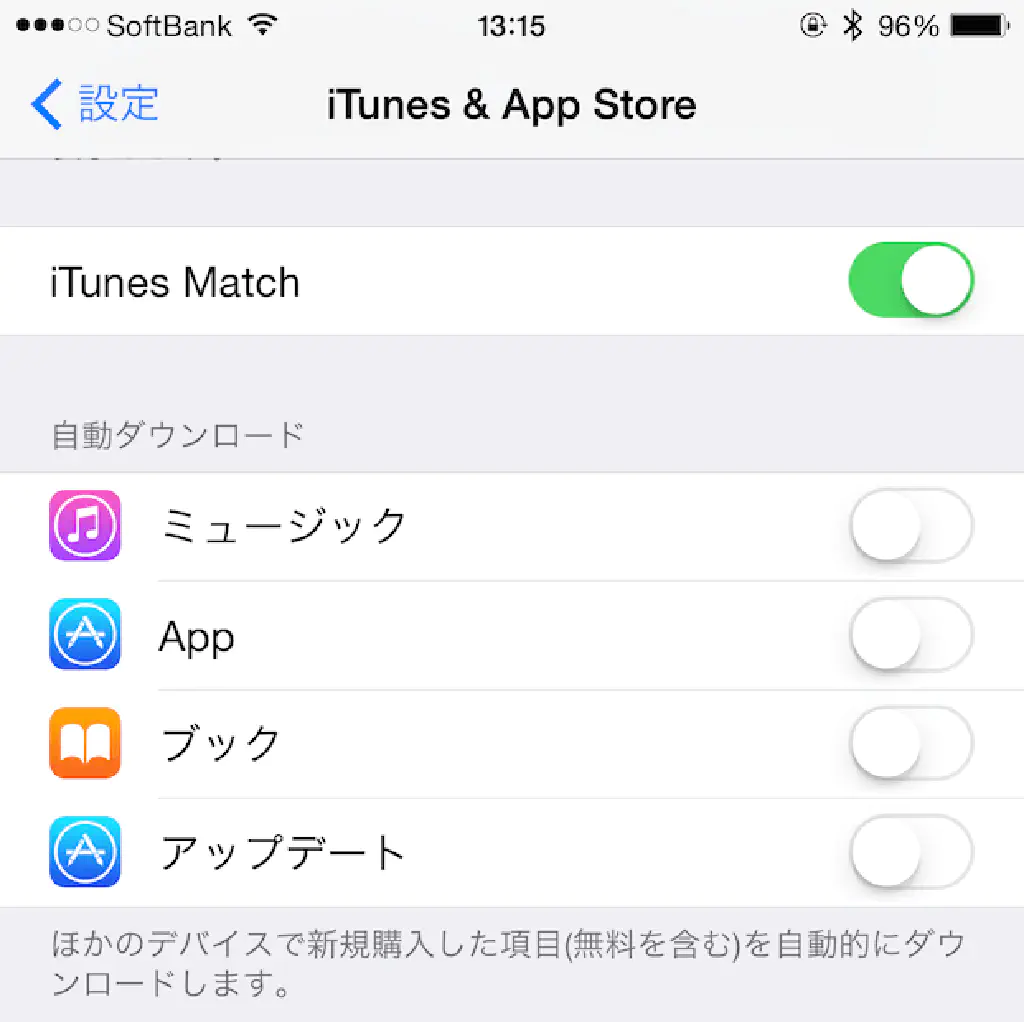 SoftBank 13:15 96%
設定 iTunes & App Store
iTunes Match
自動ダウンロード
ミュージック
App
ブック
アップデート
ほかのデバイスで新規購入した項目(無料を含む)を自動的にダウ
ンロードします。